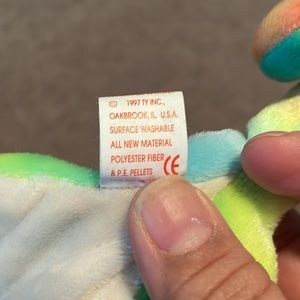 © 1997 TY INC.,
OAKBROOK, IL. U.S.A.
SURFACE WASHABLE
ALL NEW MATERIAL
POLYESTER FIBER
& P.E. PELLETS CE